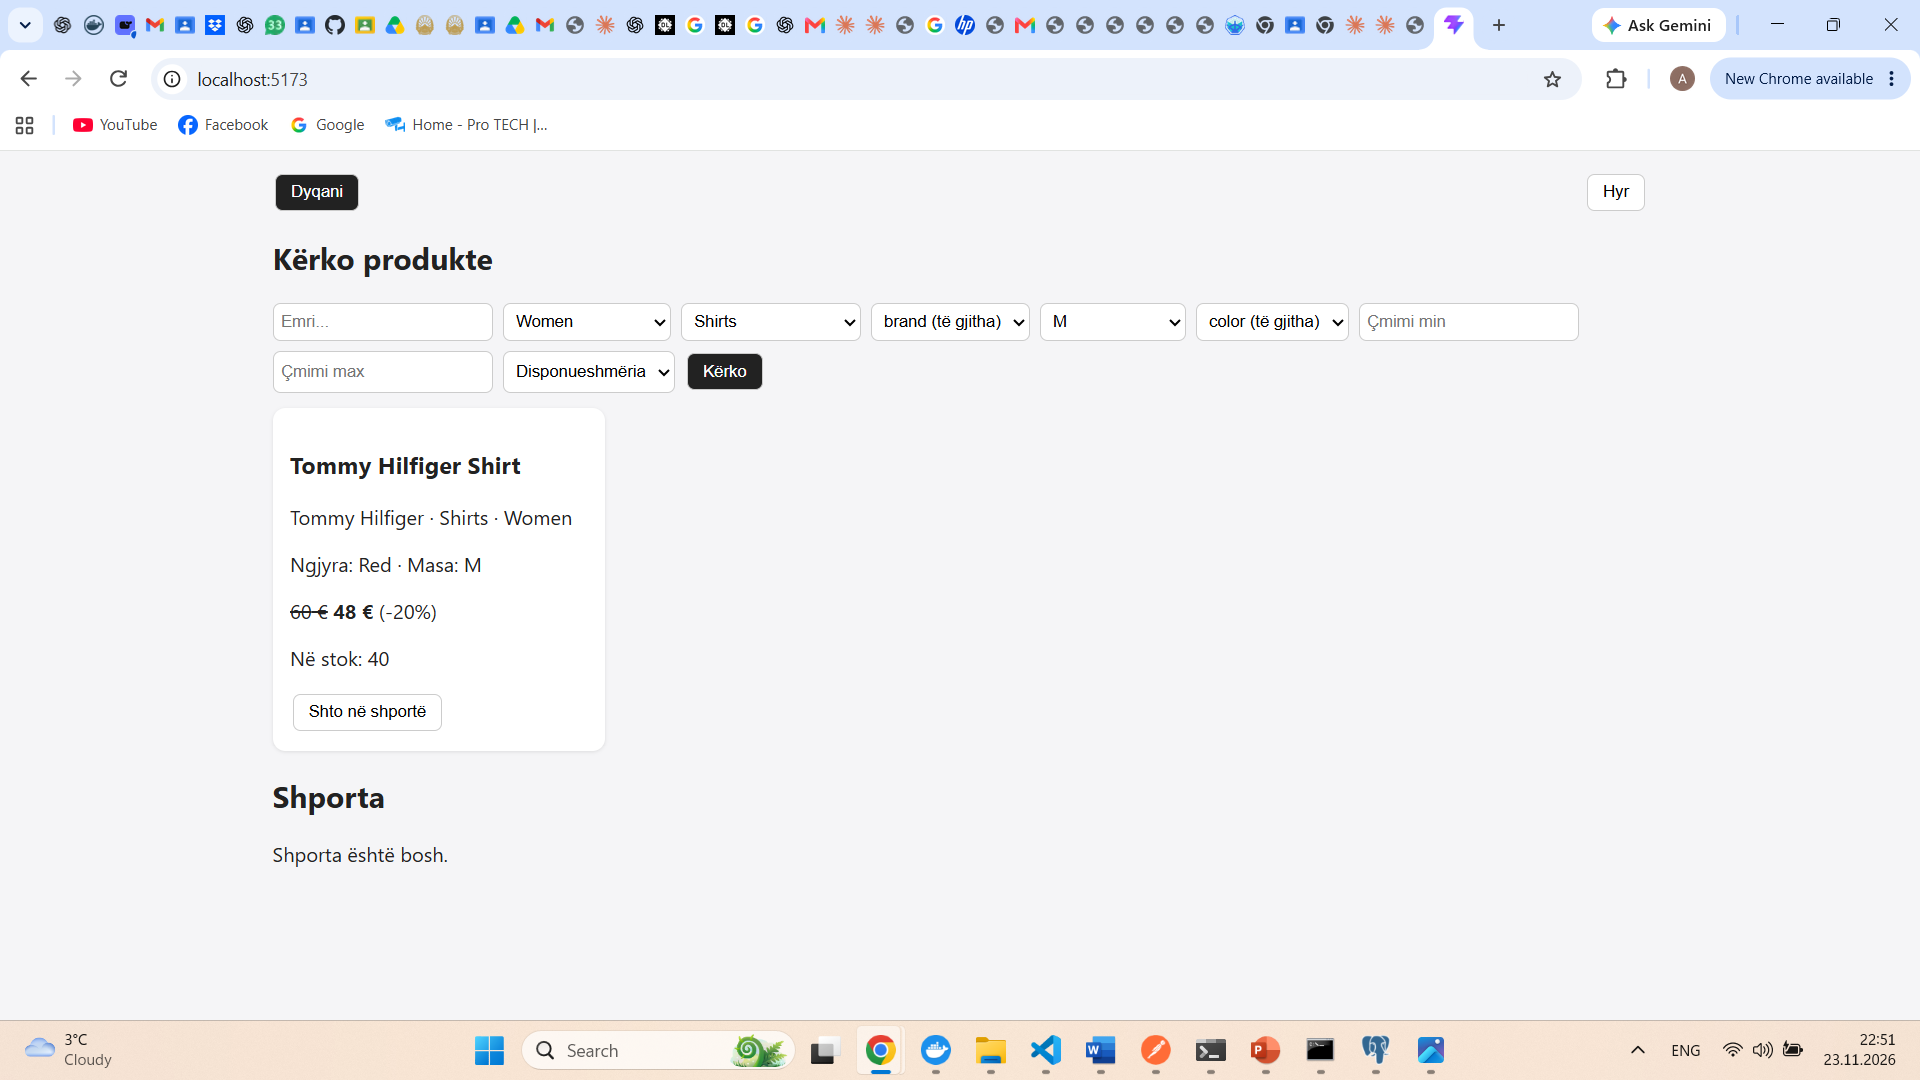 33
Ask Gemini
localhost:5173
A
New Chrome available
YouTube
Facebook
Google
Home - Pro TECH |...
Dyqani
Hyr
Kërko produkte
Emri...
Women
Shirts
brand (të gjitha)
M
color (të gjitha)
Çmimi min
Çmimi max
Disponueshmëria
Kërko
Tommy Hilfiger Shirt
Tommy Hilfiger · Shirts · Women
Ngjyra: Red · Masa: M
60 € 48 € (-20%)
Në stok: 40
Shto në shportë
Shporta
Shporta është bosh.
3°C
Cloudy
Search
ENG
22:51
23.11.2026